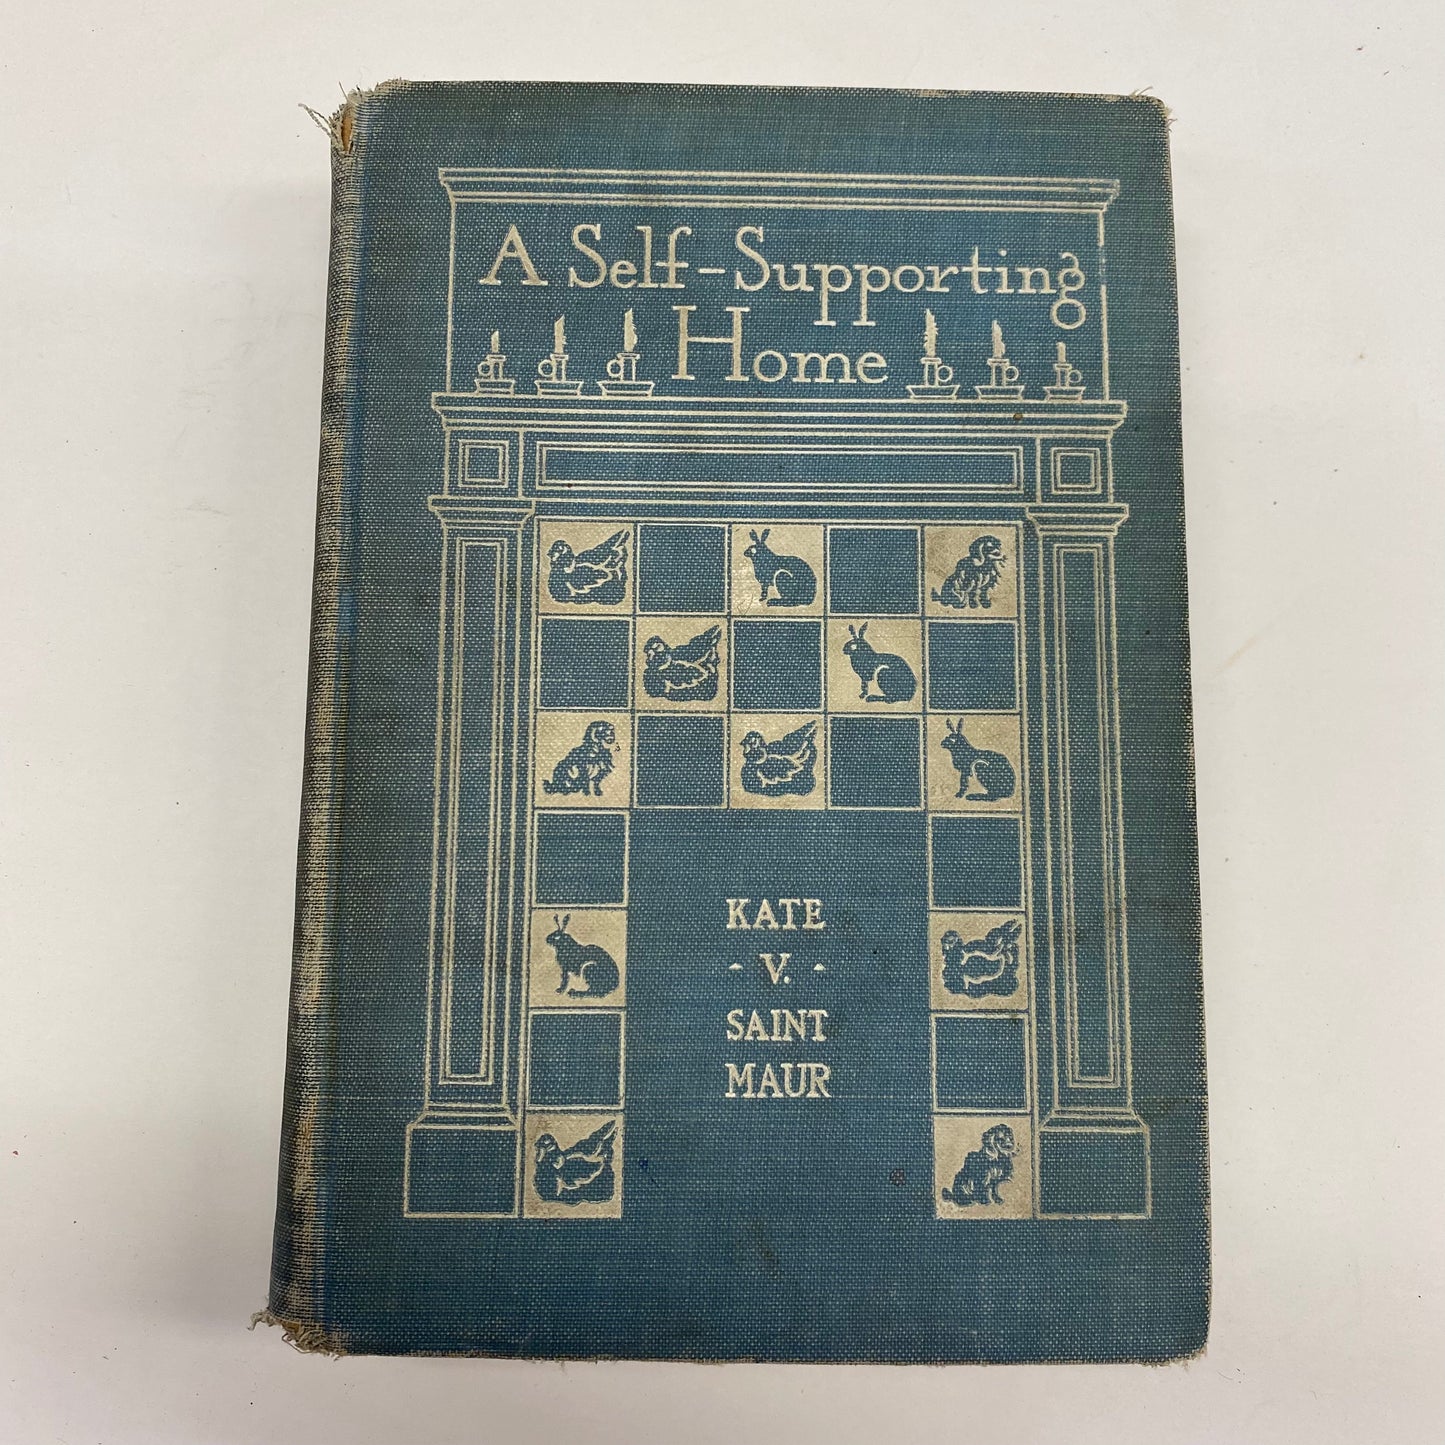 A Self-Supporting
Home
KATE
· V. ·
SAINT
MAUR